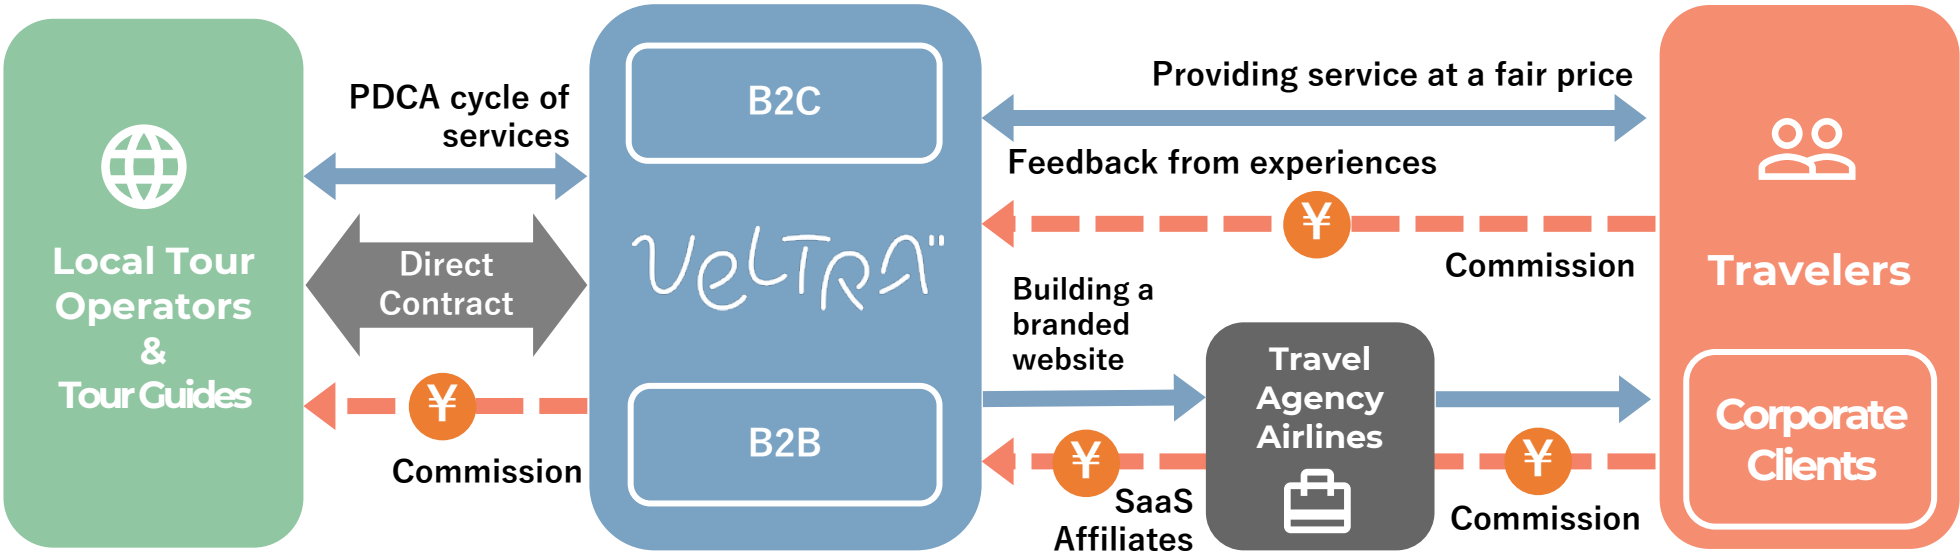 Local Tour
Operators
&
Tour Guides
PDCA cycle of
services
Direct
Contract
¥
Commission
B2C
VELTRA
B2B
Providing service at a fair price
Feedback from experiences
¥
Commission
Building a
branded
website
¥
SaaS
Affiliates
Travel
Agency
Airlines
¥
Commission
Travelers
Corporate
Clients